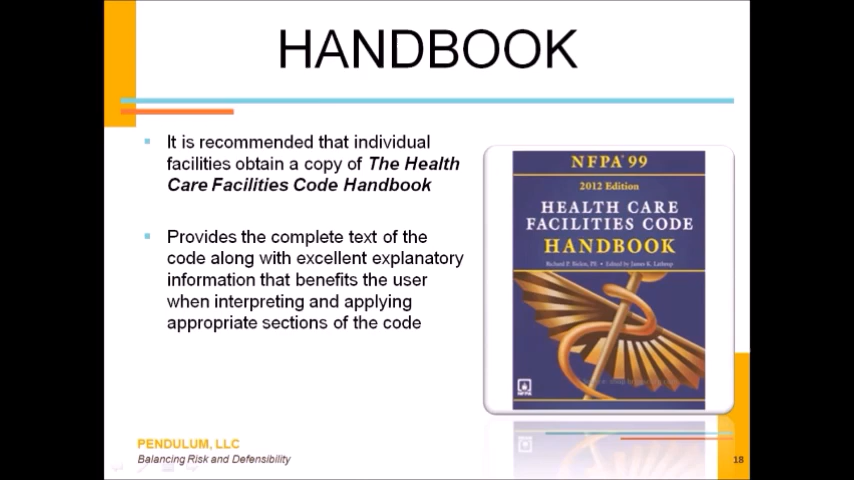 HANDBOOK
It is recommended that individual
facilities obtain a copy of The Health
Care Facilities Code Handbook
Provides the complete text of the
code along with excellent explanatory
information that benefits the user
when interpreting and applying
appropriate sections of the code
NFPA® 99
2012 Edition
HEALTH CARE
FACILITIES CODE
HANDBOOK
Richard P. Bielen, PE • Edited by James K. Lathrop
NFPA
PENDULUM, LLC
Balancing Risk and Defensibility
18